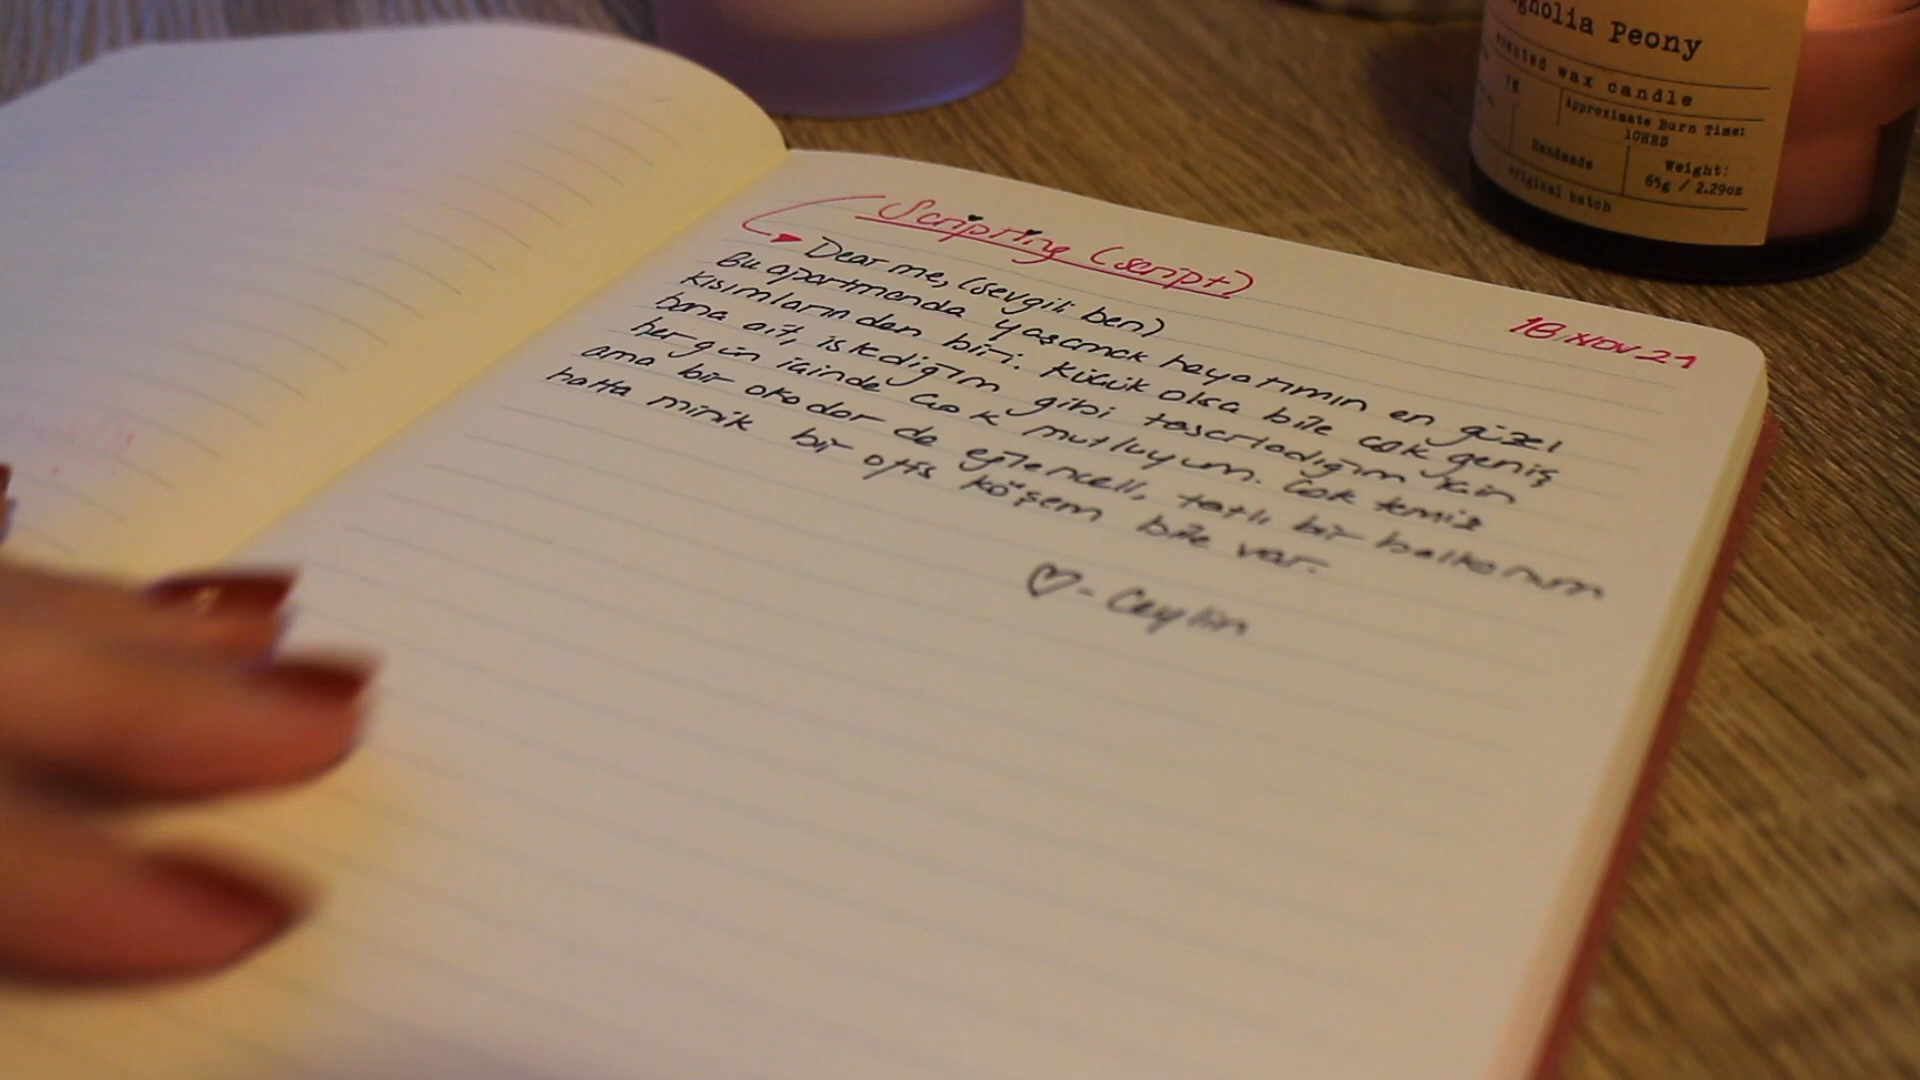 Scripting (script)
18 NOV 21
Dear me, (sevgili ben)
Bu apartmanda yaşamak hayatımın en güzel
kısımlarından biri. Küçük olsa bile çok geniş
bana ait, istediğim gibi tasarladığım için
her gün içinde çok mutluyum. Çok temiz
ama bir o kadar da eğlenceli, tatlı bir balkonum
hatta minik bir ofis köşem bile var.
♡- Ceylin
gnolia Peony
scented wax candle
Approximate Burn Time:
10HRS
Handmade
Weight:
65g / 2.29oz
original batch